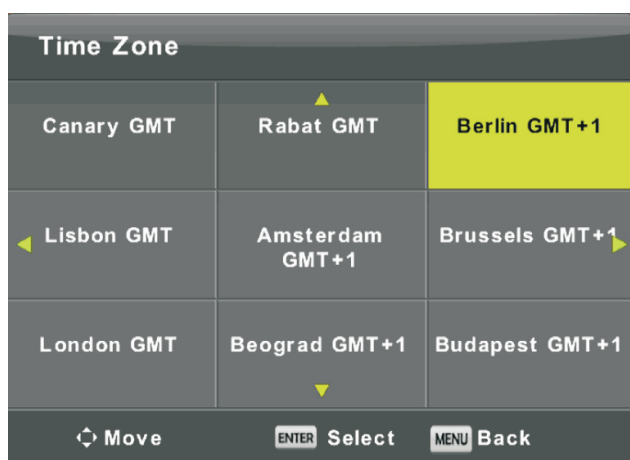 Time Zone
Canary GMT
Rabat GMT
Berlin GMT+1
Lisbon GMT
Amsterdam
GMT+1
Brussels GMT+1
London GMT
Beograd GMT+1
Budapest GMT+1
Move
ENTER Select
MENU Back